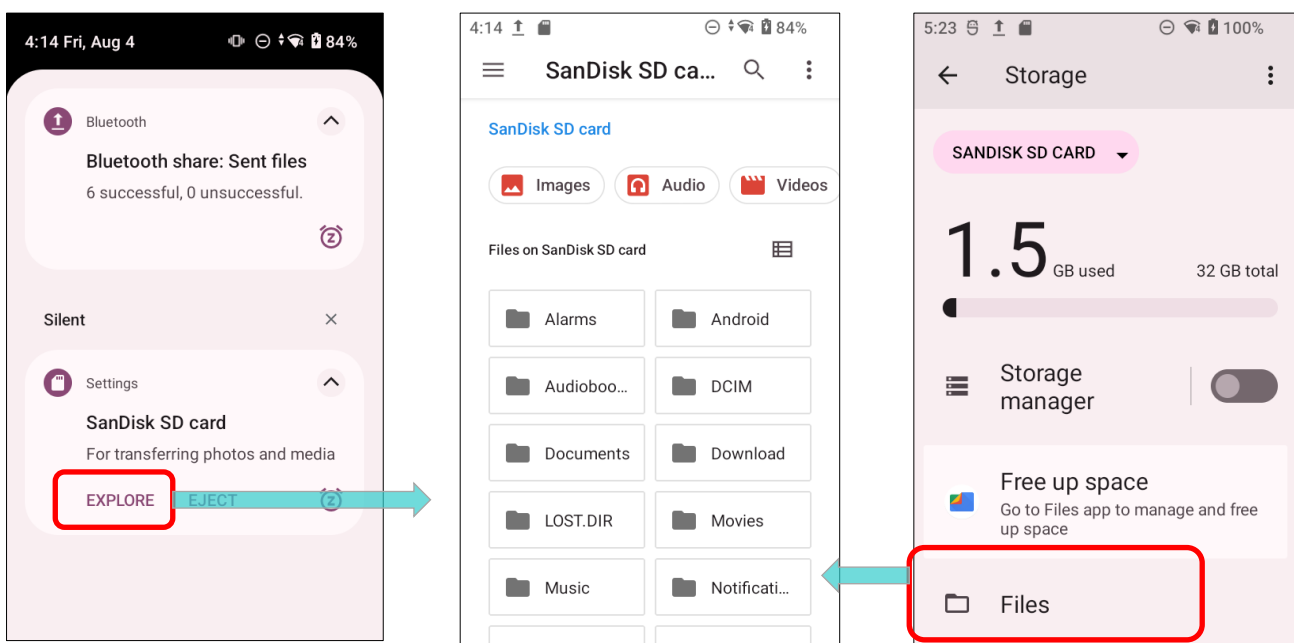 4:14 Fri, Aug 4
84%
Bluetooth
Bluetooth share: Sent files
6 successful, 0 unsuccessful.
Silent
Settings
SanDisk SD card
For transferring photos and media
EXPLORE
EJECT
4:14
84%
SanDisk SD ca...
SanDisk SD card
Images
Audio
Videos
Files on SanDisk SD card
Alarms
Android
Audioboo...
DCIM
Documents
Download
LOST.DIR
Movies
Music
Notificati...
5:23
100%
Storage
SANDISK SD CARD
1.5 GB used
32 GB total
Storage
manager
Free up space
Go to Files app to manage and free
up space
Files